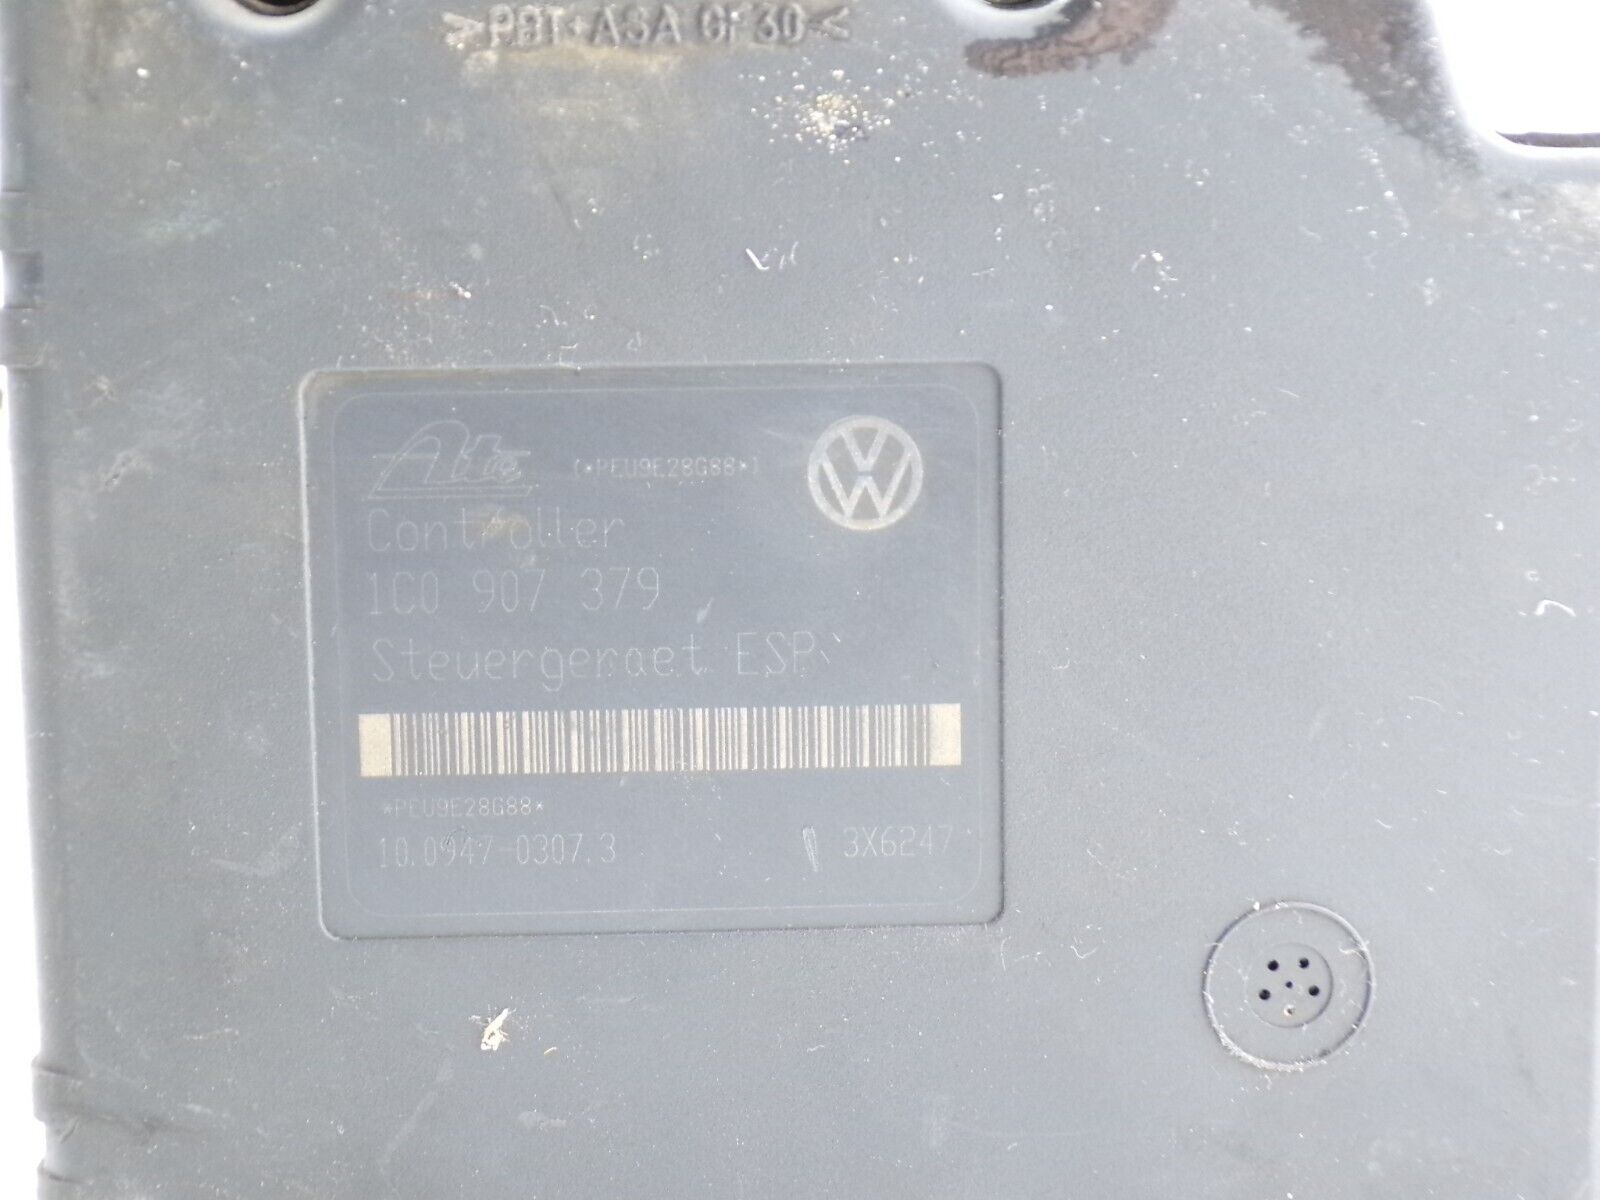 >PBT+ASA GF30<
Ate (*PEU9E28G88*)
Controller
1C0 907 379
Steuergeraet ESP
*PEU9E28G88*
10.0947-0307.3 3X6247